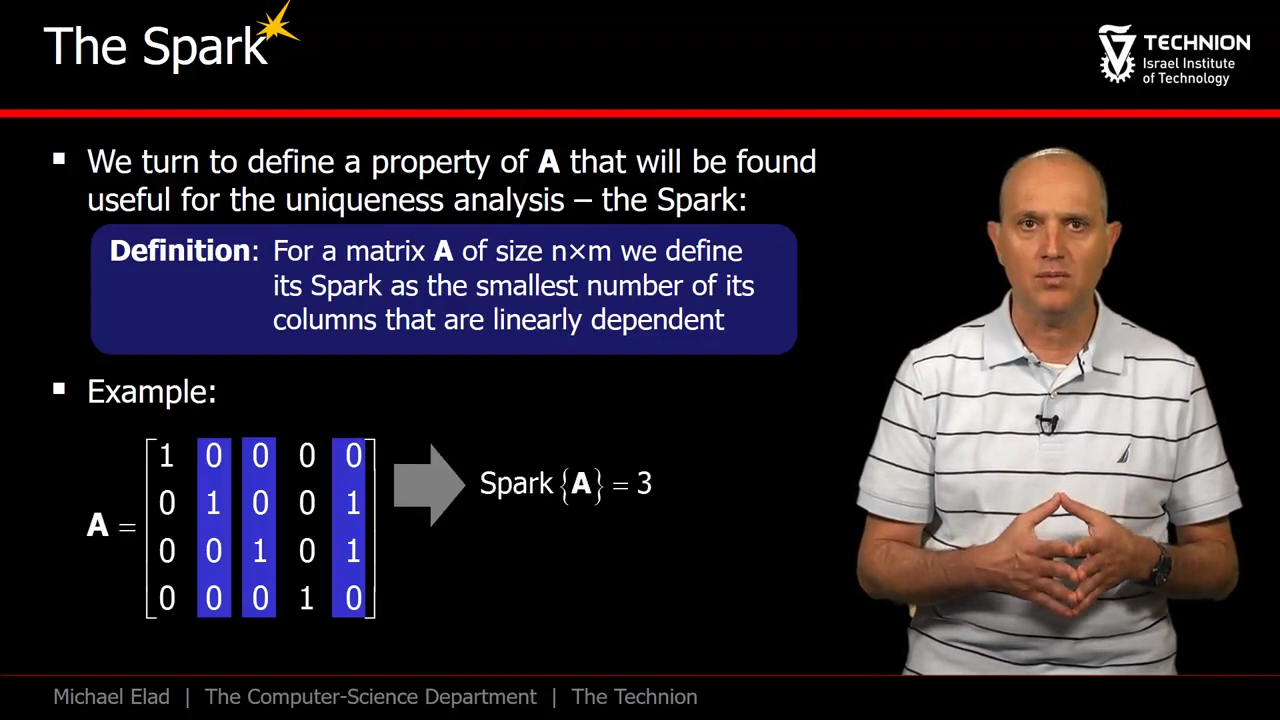 The Spark
TECHNION
Israel Institute
of Technology
▪ We turn to define a property of A that will be found
useful for the uniqueness analysis – the Spark:
Definition: For a matrix A of size n×m we define
its Spark as the smallest number of its
columns that are linearly dependent
▪ Example:
1 0 0 0 0
0 1 0 0 1
A =
0 0 1 0 1
0 0 0 1 0
Spark {A} = 3
Michael Elad | The Computer-Science Department | The Technion